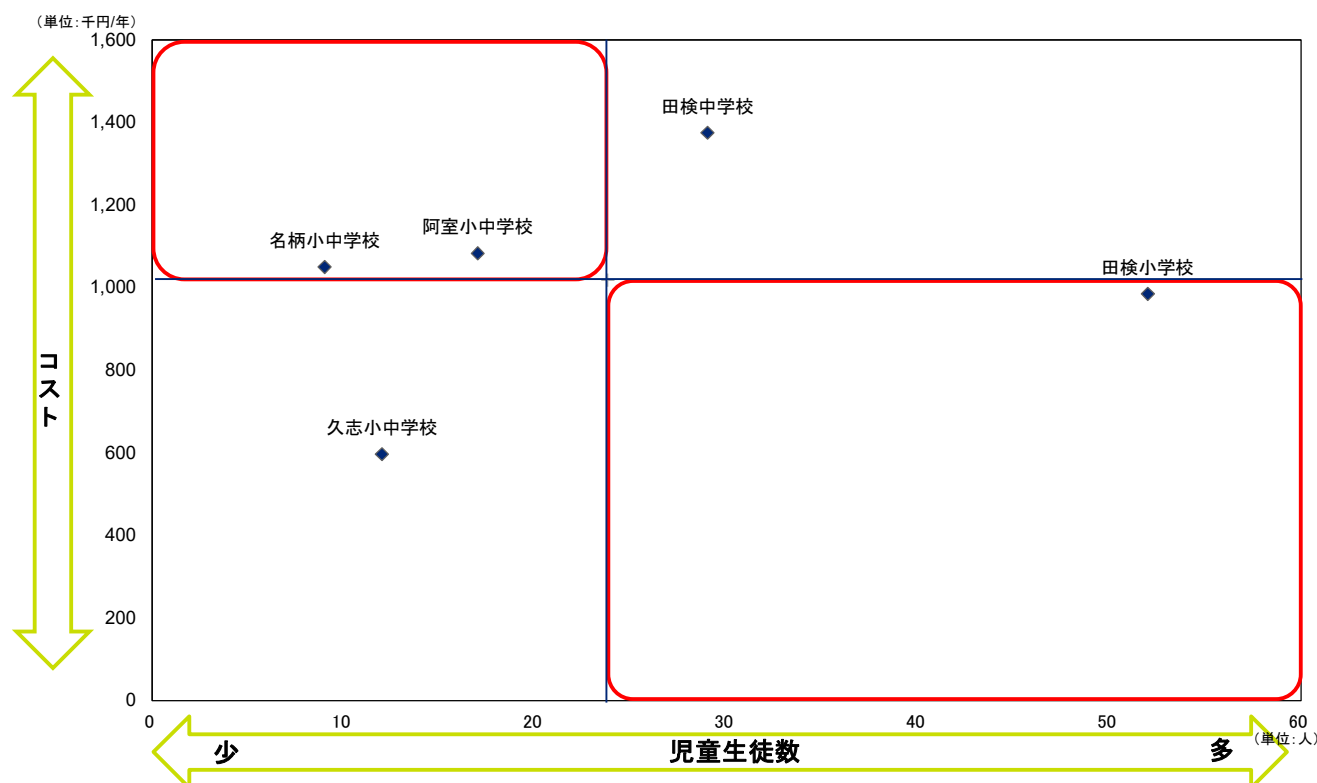 （単位：千円/年）
1,600
1,400
1,200
1,000
800
600
400
200
0
コスト
田検中学校
阿室小中学校
名柄小中学校
田検小学校
久志小中学校
0 10 20 30 40 50 60
（単位：人）
少 児童生徒数 多